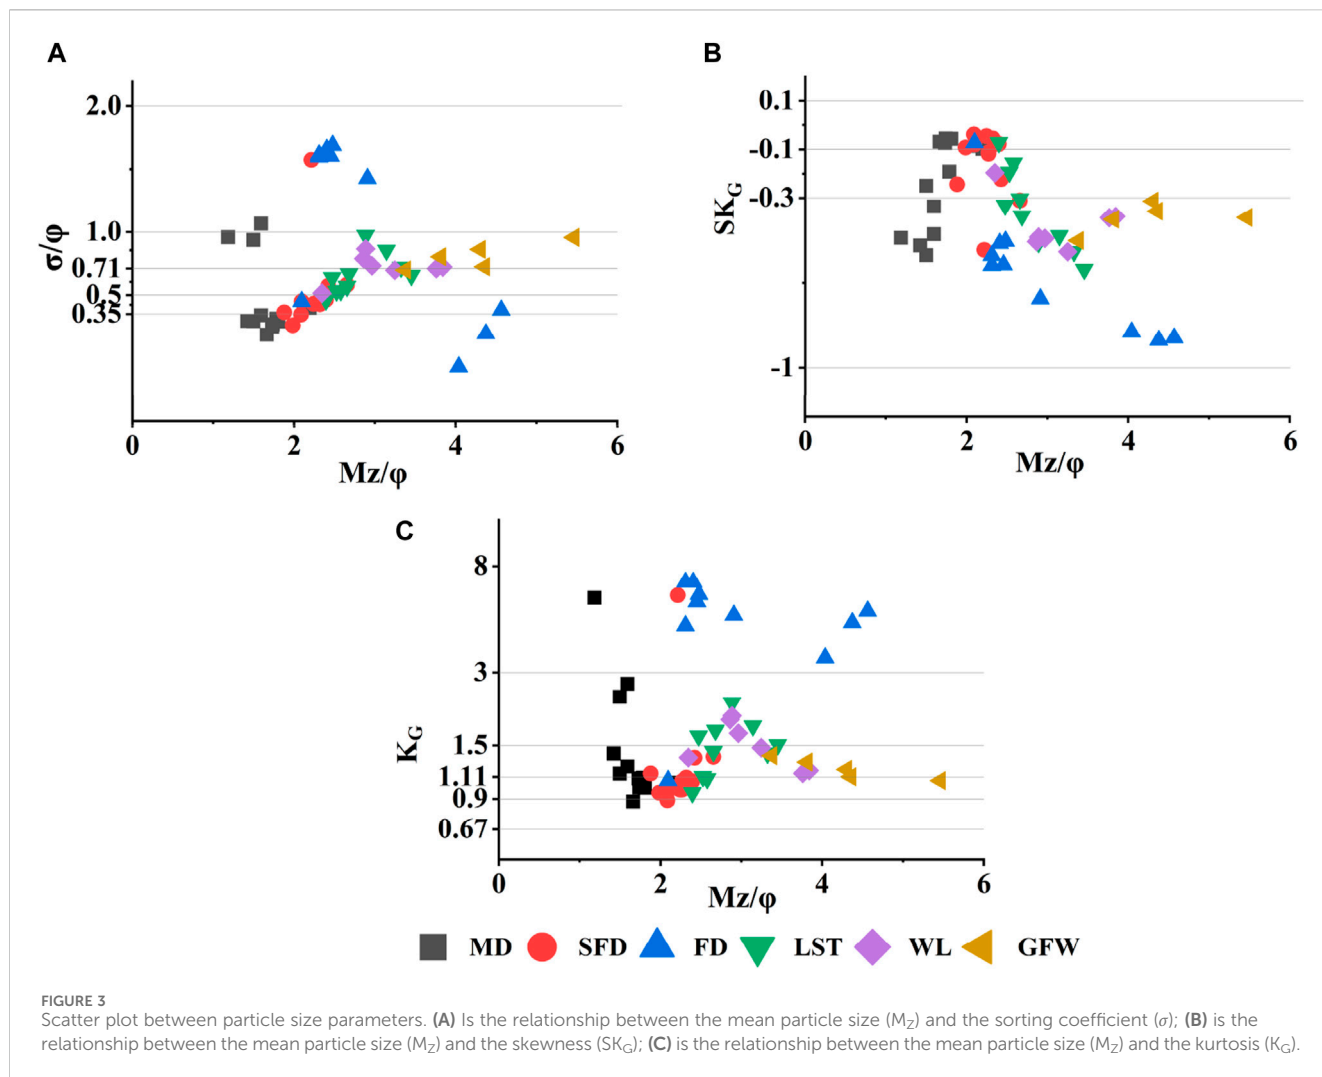 A
2.0
1.0
0.71
0.5
0.35
σ/φ
0
2
4
6
Mz/φ
B
0.1
-0.1
-0.3
-1
SKG
0
2
4
6
Mz/φ
C
8
3
1.5
1.11
0.9
0.67
KG
0
2
4
6
Mz/φ
MD SFD FD LST WL GFW
FIGURE 3
Scatter plot between particle size parameters. (A) Is the relationship between the mean particle size (MZ) and the sorting coefficient (σ); (B) is the
relationship between the mean particle size (MZ) and the skewness (SKG); (C) is the relationship between the mean particle size (MZ) and the kurtosis (KG).